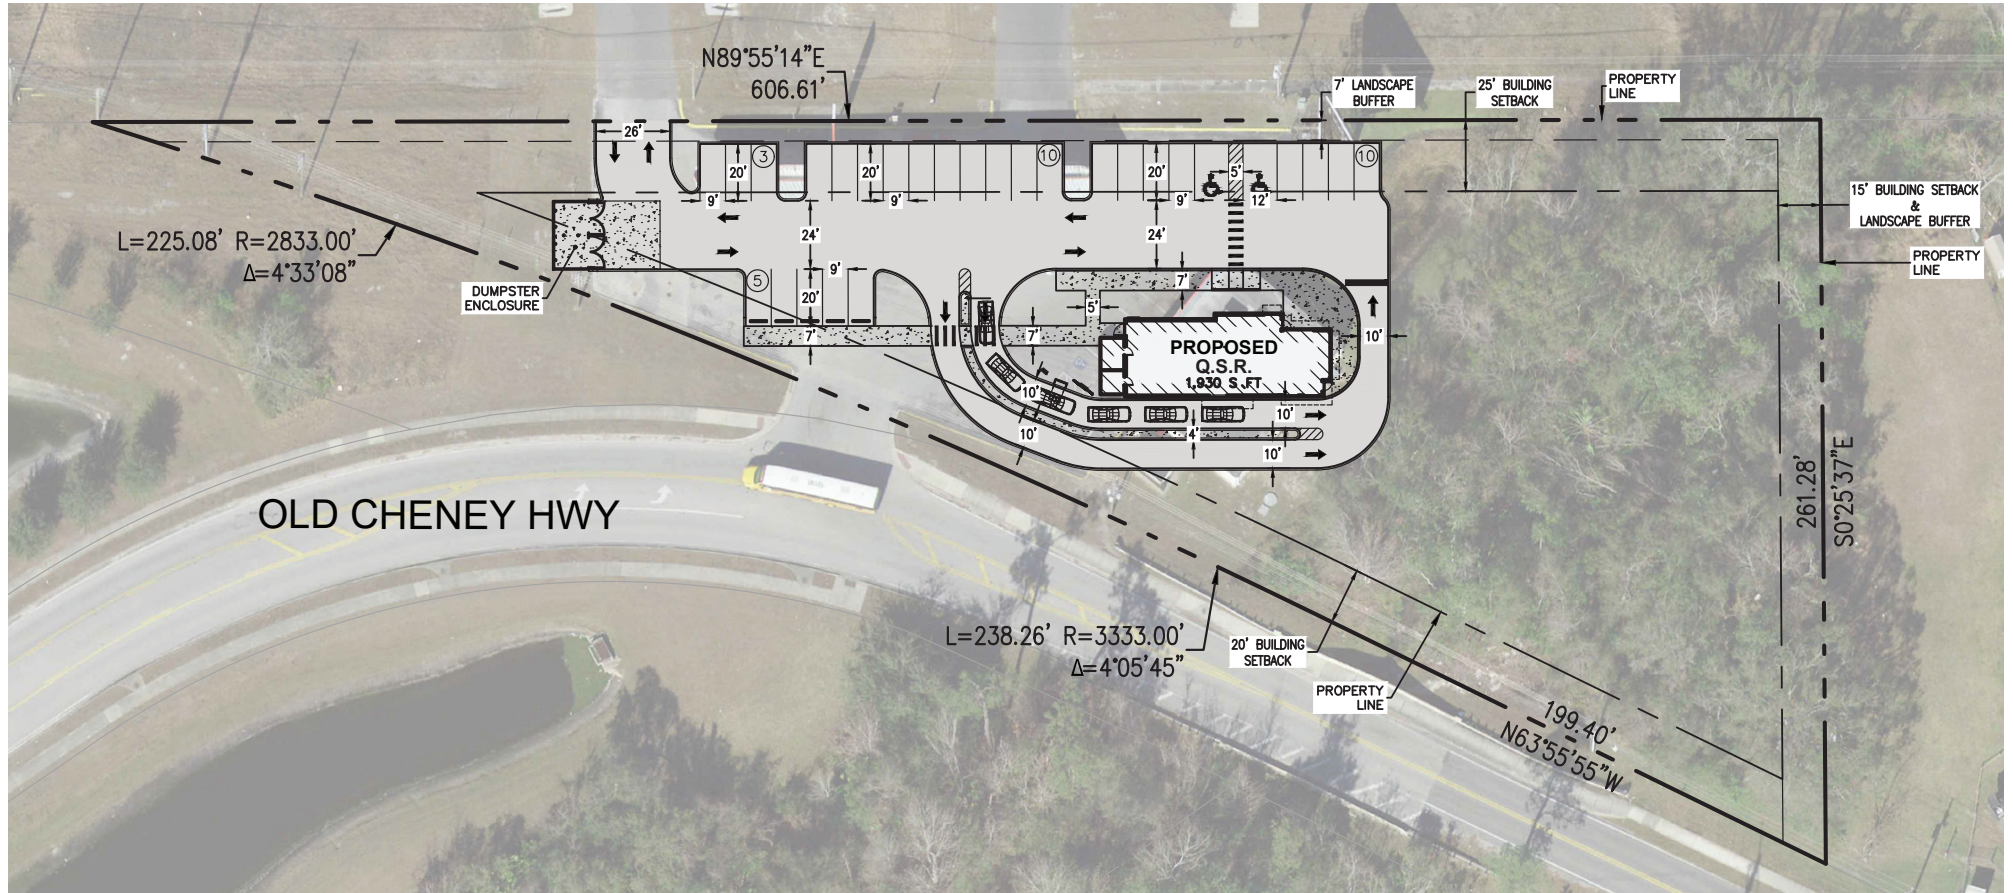 N89°55'14"E
606.61'
7' LANDSCAPE
BUFFER
25' BUILDING
SETBACK
PROPERTY
LINE
26'
3
10
10
20'
20'
20'
5'
9'
9'
9'
12'
15' BUILDING SETBACK
&
LANDSCAPE BUFFER
L=225.08' R=2833.00'
Δ=4°33'08"
24'
24'
PROPERTY
LINE
DUMPSTER
ENCLOSURE
5
9'
20'
7'
5'
7'
7'
10'
PROPOSED
Q.S.R.
1,930 S.FT
10'
10'
10'
4'
10'
OLD CHENEY HWY
261.28'
S0°25'37"E
L=238.26' R=3333.00'
Δ=4°05'45"
20' BUILDING
SETBACK
PROPERTY
LINE
199.40'
N63°55'55"W